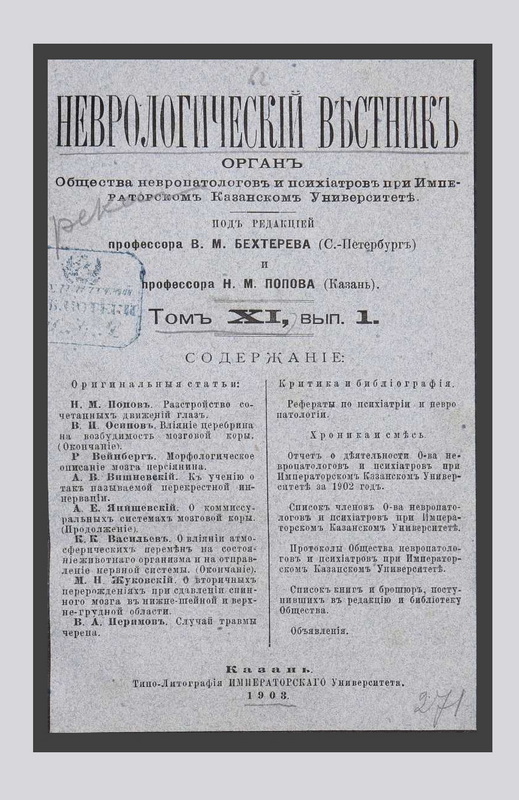 НЕВРОЛОГИЧЕСКІЙ ВѢСТНИКЪ
ОРГАНЪ
Общества невропатологовъ и психіатровъ при Импе-
раторскомъ Казанскомъ Университетѣ.
ПОДЪ РЕДАКЦІЕЙ
профессора В. М. БЕХТЕРЕВА (С.-Петербургъ)
и
профессора Н. М. ПОПОВА (Казань).
Томъ XI, вып. 1.
СОДЕРЖАНІЕ:
Оригинальныя статьи:
Н. М. Поповъ. Разстройство со-
четанныхъ движеній глазъ.
В. П. Осиповъ. Вліяніе церебрина
на возбудимость мозговой коры.
(Окончаніе).
Р Вейнбергъ. Морфологическое
описаніе мозга персіянина.
А. В. Вишневскій. Къ ученію о
такъ называемой перекрестной ин-
нерваціи.
А. Е. Янишевскій. О коммиссу-
ральныхъ системахъ мозговой коры.
(Продолженіе).
К. К. Васильевъ. О вліяніи атмо-
сферическихъ перемѣнъ на состоя-
ніеживотнаго организма и на отправ-
леніе нервной системы. (Окончаніе).
М. Н. Жуковскій. О вторичныхъ
перерожденіяхъ при сдавленіи спин-
ного мозга въ нижне-шейной и верх-
не-грудной области.
В. А. Перимовъ. Случай травмы
черепа.
Критика и библіографія.
Рефераты по психіатріи и невро
патологіи.
Хроника и смѣсь.
Отчетъ о дѣятельности О-ва не-
вропатологовъ и психіатровъ при
Императорскомъ Казанскомъ Универ-
ситетѣ за 1902 годъ.
Списокъ членовъ О-ва невропато-
логовъ и психіатровъ при Импера-
торскомъ Казанскомъ Университетѣ.
Протоколы Общества невропатоло-
говъ и психіатровъ при Император-
скомъ Казанскомъ Университетѣ.
Списокъ книгъ и брошюръ, посту-
пившихъ въ редакцію и библіотеку
Общества.
Объявленія.
Казань.
Типо-Литографія ИМПЕРАТОРСКАГО Университета.
1903.
271